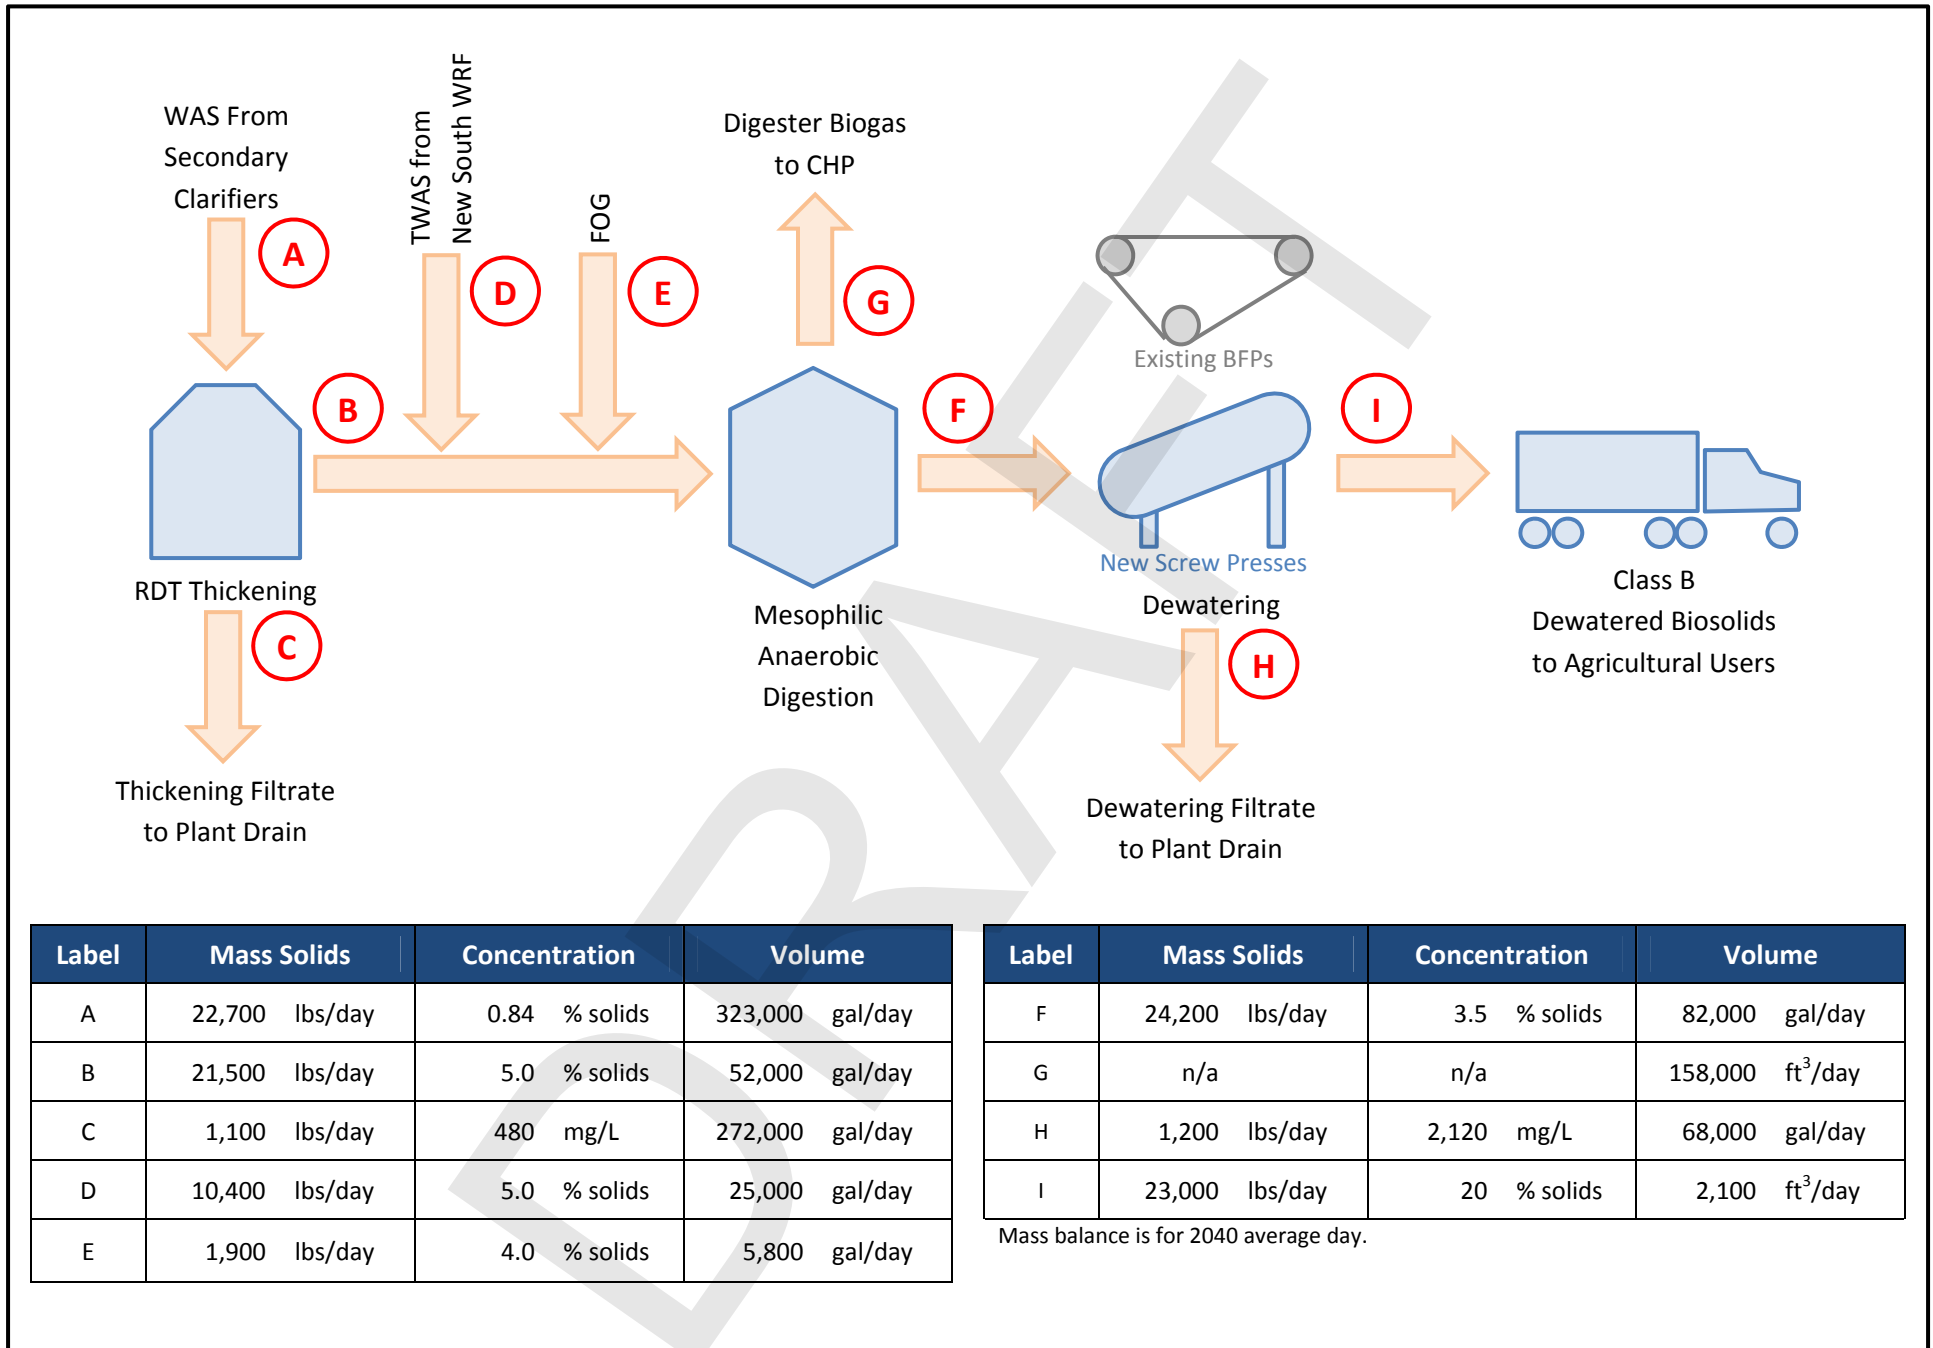 WAS From
Secondary
Clarifiers
A
TWAS from
New South WRF
D
FOG
E
Digester Biogas
to CHP
G
Existing BFPs
B
F
I
New Screw Presses
RDT Thickening
C
Mesophilic
Anaerobic
Digestion
Dewatering
H
Class B
Dewatered Biosolids
to Agricultural Users
Thickening Filtrate
to Plant Drain
Dewatering Filtrate
to Plant Drain
DRAFT
Label Mass Solids Concentration Volume
A 22,700 lbs/day 0.84 % solids 323,000 gal/day
B 21,500 lbs/day 5.0 % solids 52,000 gal/day
C 1,100 lbs/day 480 mg/L 272,000 gal/day
D 10,400 lbs/day 5.0 % solids 25,000 gal/day
E 1,900 lbs/day 4.0 % solids 5,800 gal/day
Label Mass Solids Concentration Volume
F 24,200 lbs/day 3.5 % solids 82,000 gal/day
G n/a n/a 158,000 ft³/day
H 1,200 lbs/day 2,120 mg/L 68,000 gal/day
I 23,000 lbs/day 20 % solids 2,100 ft³/day
Mass balance is for 2040 average day.